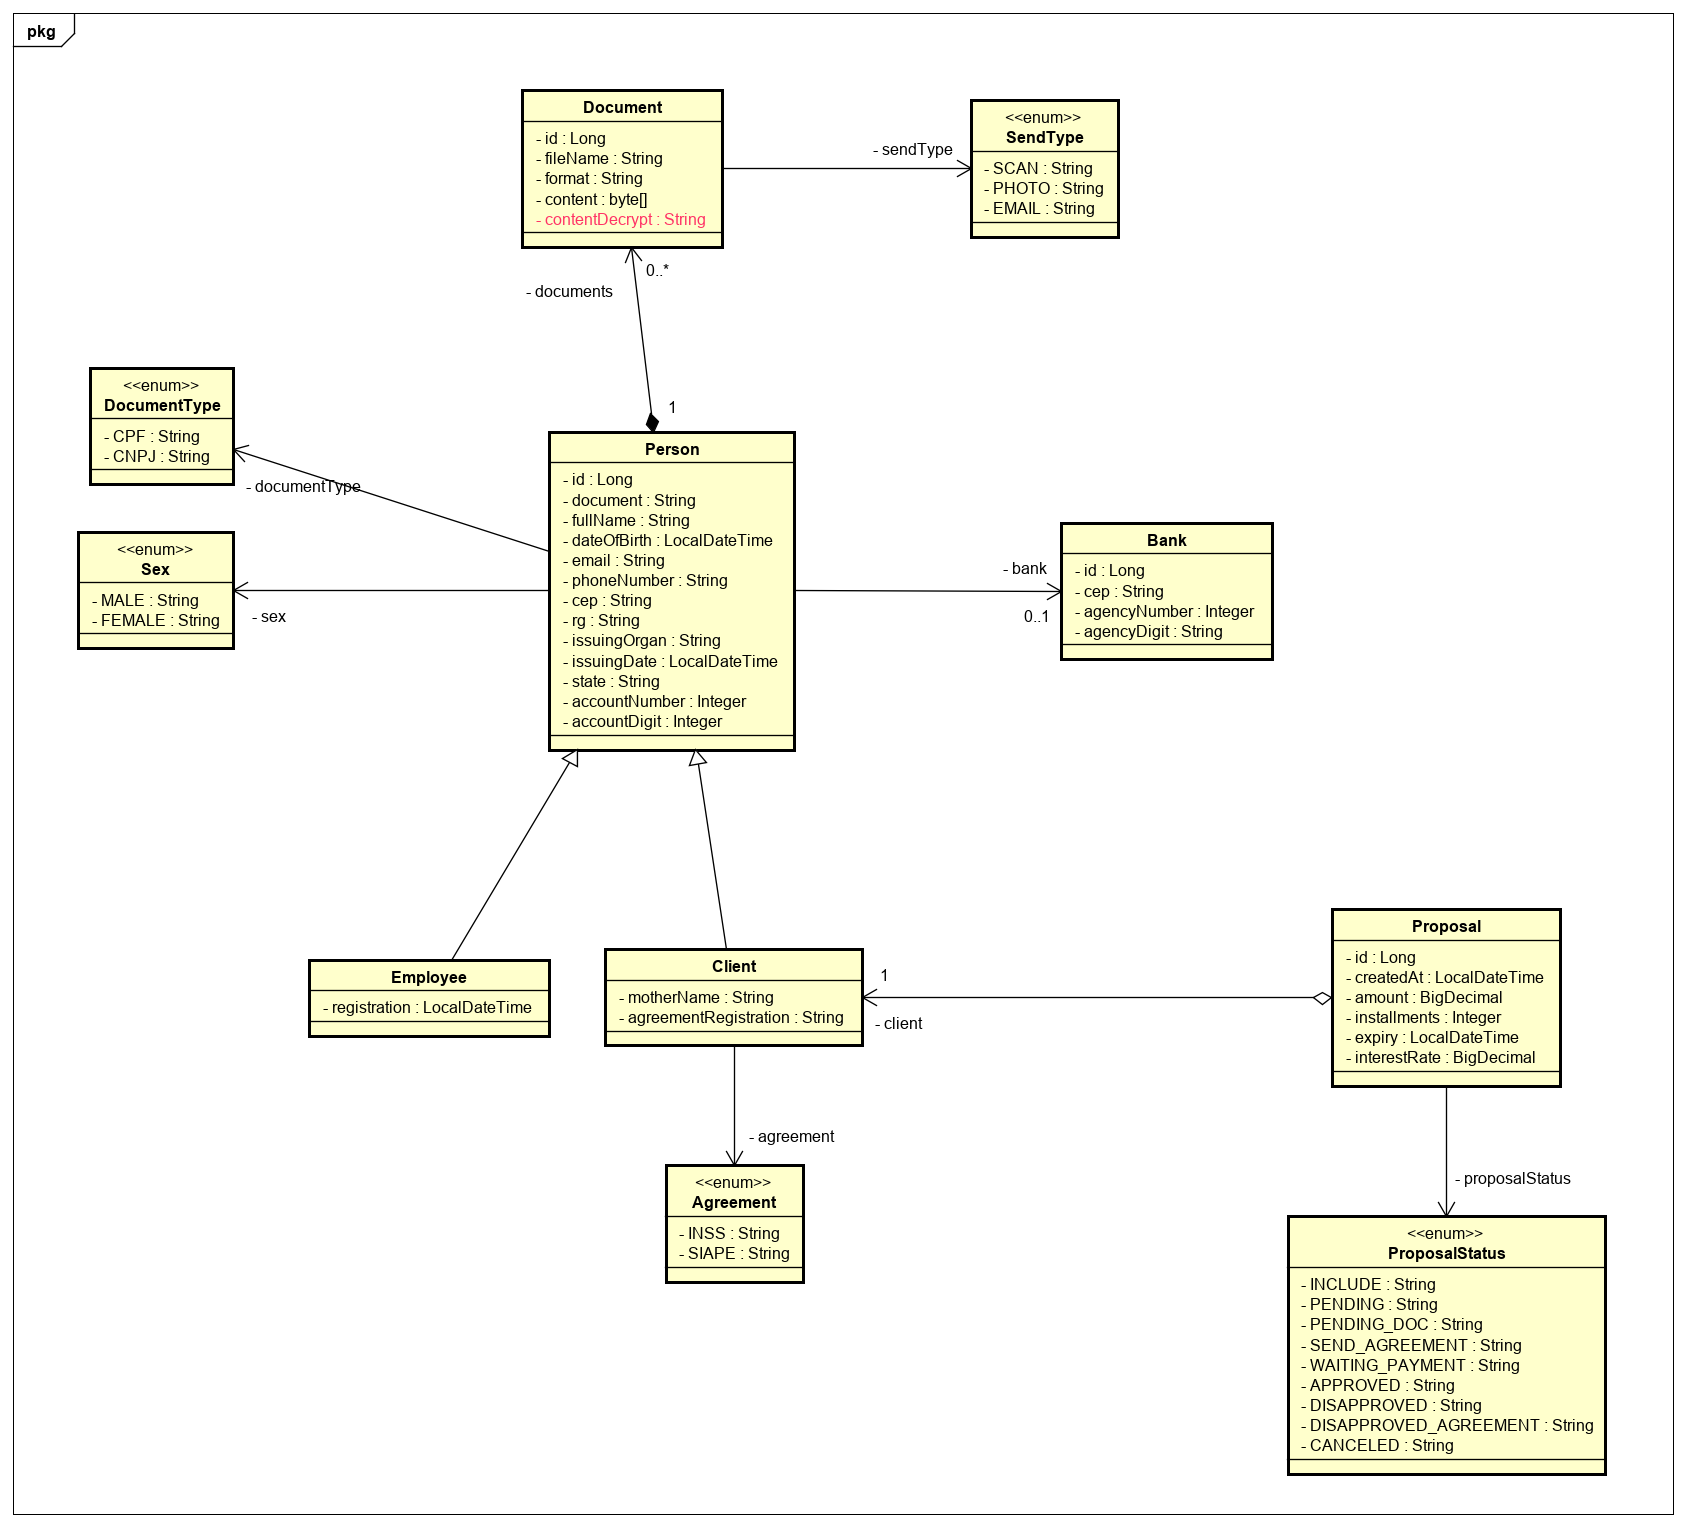 pkg
Document
- id : Long
- fileName : String
- format : String
- content : byte[]
- contentDecrypt : String
- sendType
<<enum>>
SendType
- SCAN : String
- PHOTO : String
- EMAIL : String
0..*
- documents
1
<<enum>>
DocumentType
- CPF : String
- CNPJ : String
- documentType
<<enum>>
Sex
- MALE : String
- FEMALE : String
- sex
Person
- id : Long
- document : String
- fullName : String
- dateOfBirth : LocalDateTime
- email : String
- phoneNumber : String
- cep : String
- rg : String
- issuingOrgan : String
- issuingDate : LocalDateTime
- state : String
- accountNumber : Integer
- accountDigit : Integer
- bank
0..1
Bank
- id : Long
- cep : String
- agencyNumber : Integer
- agencyDigit : String
Employee
- registration : LocalDateTime
Client
- motherName : String
- agreementRegistration : String
1
- client
Proposal
- id : Long
- createdAt : LocalDateTime
- amount : BigDecimal
- installments : Integer
- expiry : LocalDateTime
- interestRate : BigDecimal
- agreement
<<enum>>
Agreement
- INSS : String
- SIAPE : String
- proposalStatus
<<enum>>
ProposalStatus
- INCLUDE : String
- PENDING : String
- PENDING_DOC : String
- SEND_AGREEMENT : String
- WAITING_PAYMENT : String
- APPROVED : String
- DISAPPROVED : String
- DISAPPROVED_AGREEMENT : String
- CANCELED : String